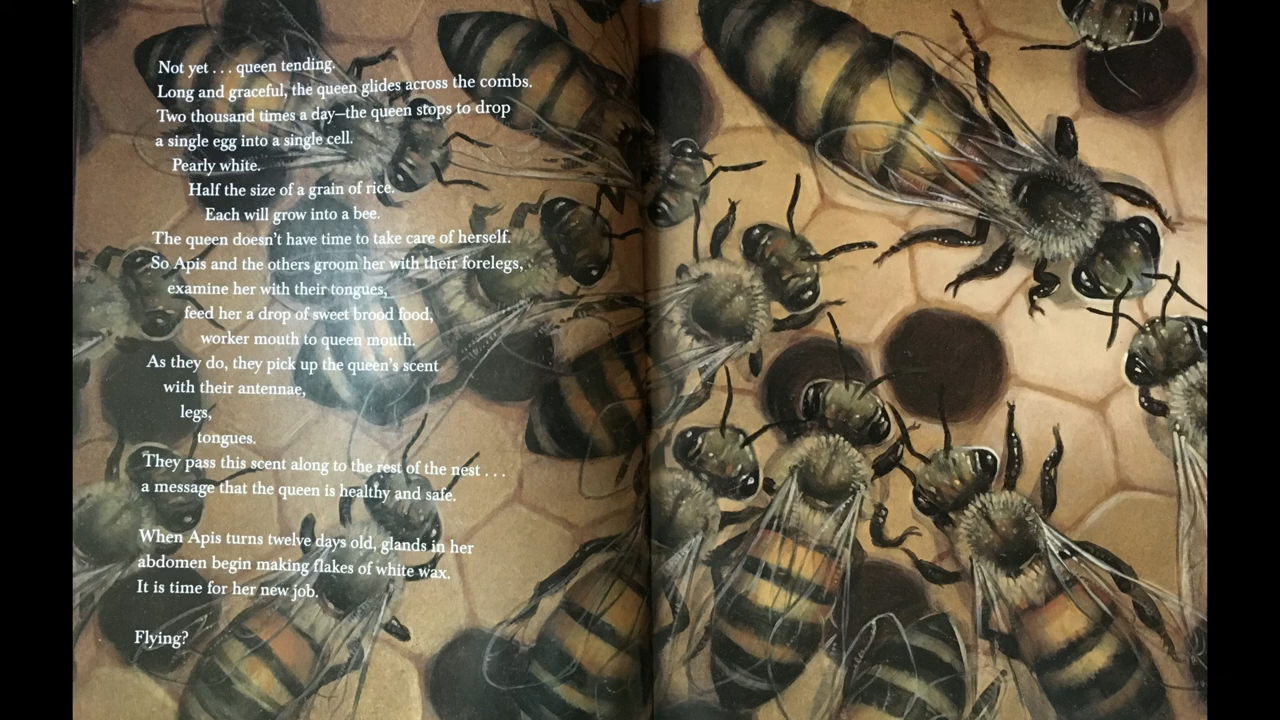 Not yet . . . queen tending.
Long and graceful, the queen glides across the combs.
Two thousand times a day—the queen stops to drop
a single egg into a single cell.
Pearly white.
Half the size of a grain of rice.
Each will grow into a bee.
The queen doesn't have time to take care of herself.
So Apis and the others groom her with their forelegs,
examine her with their tongues,
feed her a drop of sweet brood food,
worker mouth to queen mouth.
As they do, they pick up the queen's scent
with their antennae,
legs,
tongues.
They pass this scent along to the rest of the nest . . .
a message that the queen is healthy and safe.
When Apis turns twelve days old, glands in her
abdomen begin making flakes of white wax.
It is time for her new job.
Flying?